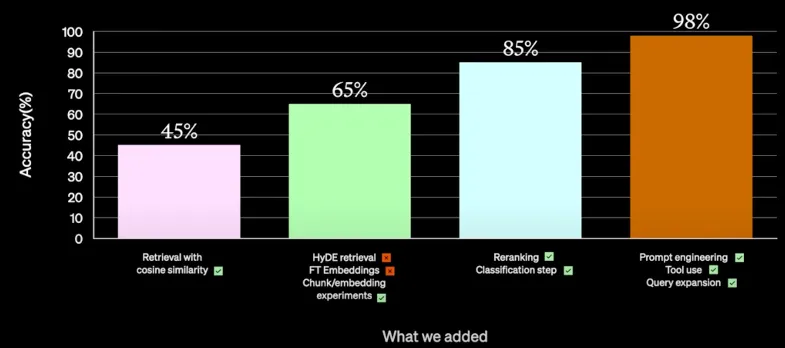 98%
85%
65%
45%
Accuracy(%)
100
90
80
70
60
50
40
30
20
10
0
Retrieval with
cosine similarity
HyDE retrieval
FT Embeddings
Chunk/embedding
experiments
Reranking
Classification step
Prompt engineering
Tool use
Query expansion
What we added